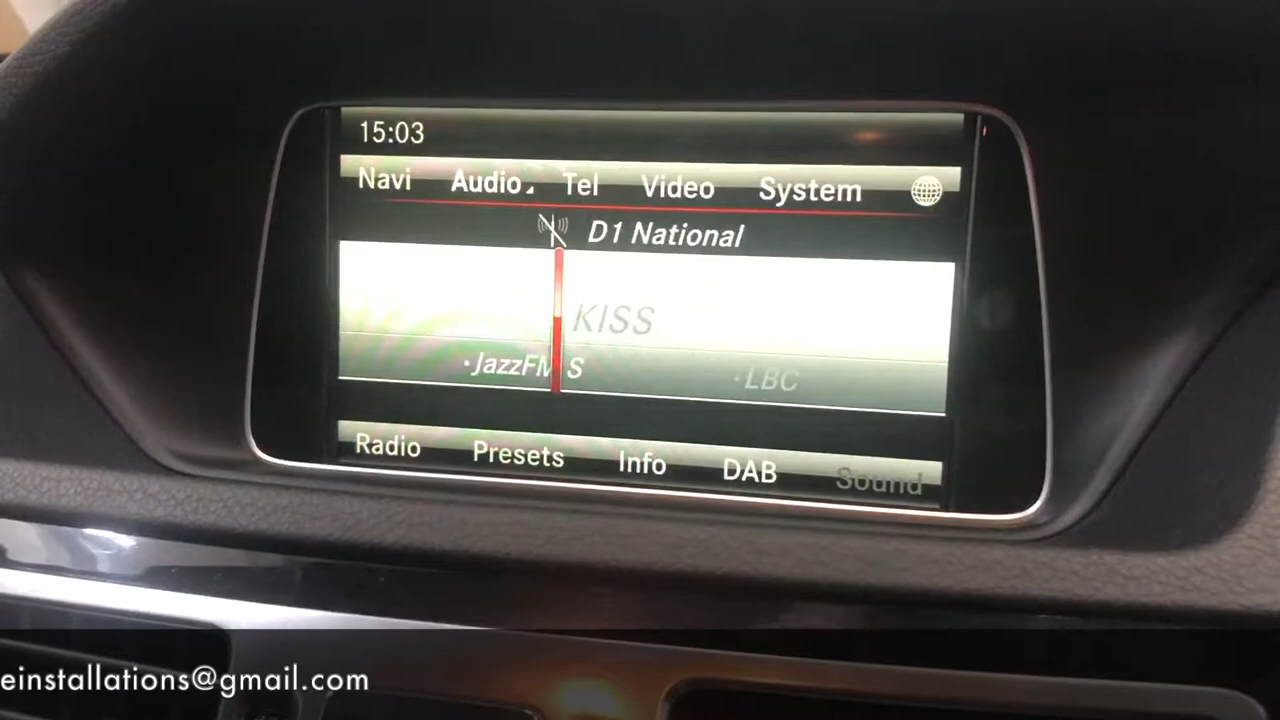 15:03
Navi Audio Tel Video System
D1 National
KISS
·JazzFM S ·LBC
Radio Presets Info DAB Sound
einstallations@gmail.com